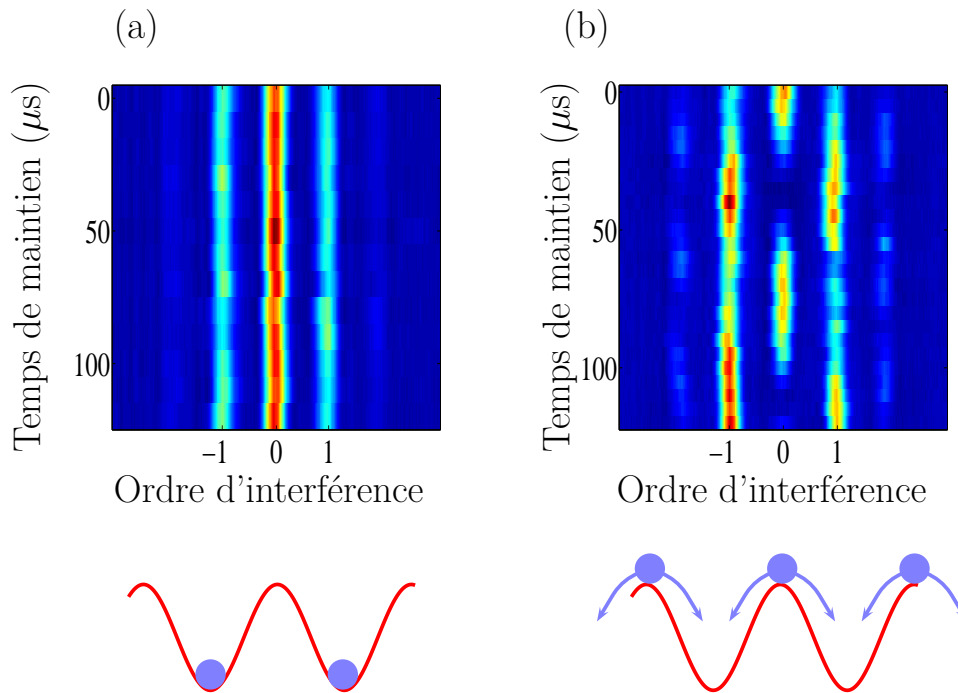 (a)
Temps de maintien (μs)
0
50
100
−1 0 1
Ordre d'interférence
(b)
Temps de maintien (μs)
0
50
100
−1 0 1
Ordre d'interférence